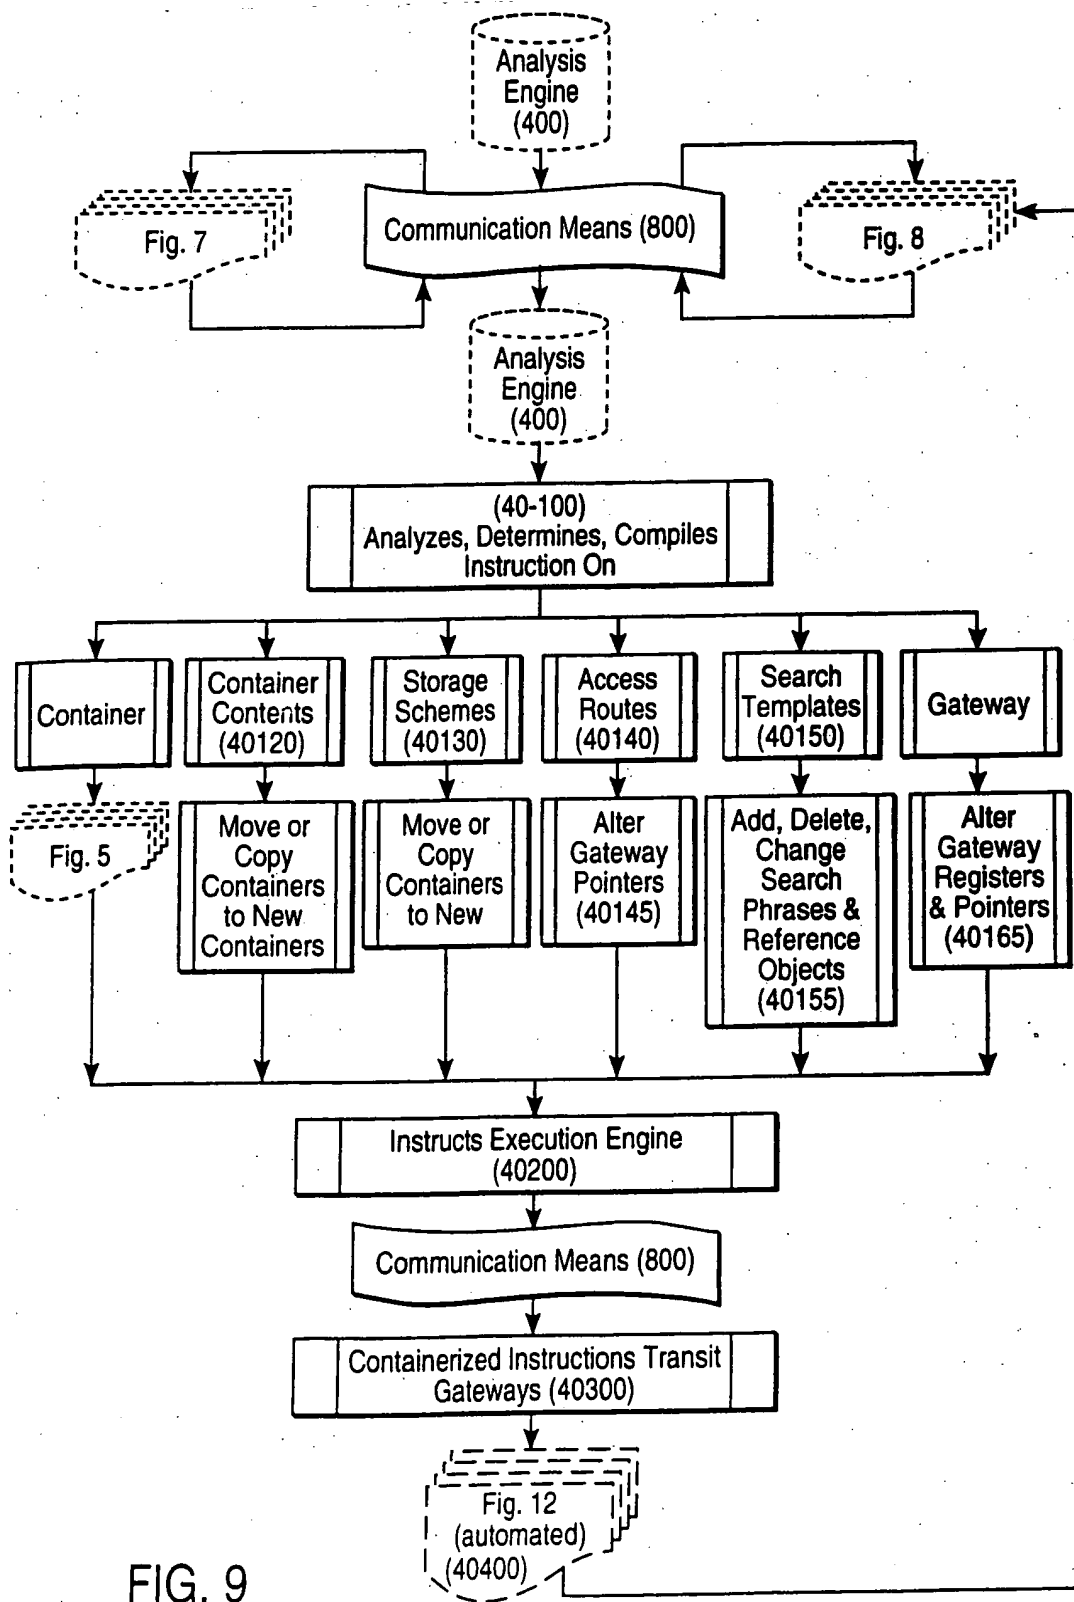 Analysis
Engine
(400)
Communication Means (800)
Fig. 7
Fig. 8
Analysis
Engine
(400)
(40-100)
Analyzes, Determines, Compiles
Instruction On
Container
Container
Contents
(40120)
Storage
Schemes
(40130)
Access
Routes
(40140)
Search
Templates
(40150)
Gateway
Fig. 5
Move or
Copy
Containers
to New
Containers
Move or
Copy
Containers
to New
Alter
Gateway
Pointers
(40145)
Add, Delete,
Change
Search
Phrases &
Reference
Objects
(40155)
Alter
Gateway
Registers
& Pointers
(40165)
Instructs Execution Engine
(40200)
Communication Means (800)
Containerized Instructions Transit
Gateways (40300)
Fig. 12
(automated)
(40400)
FIG. 9